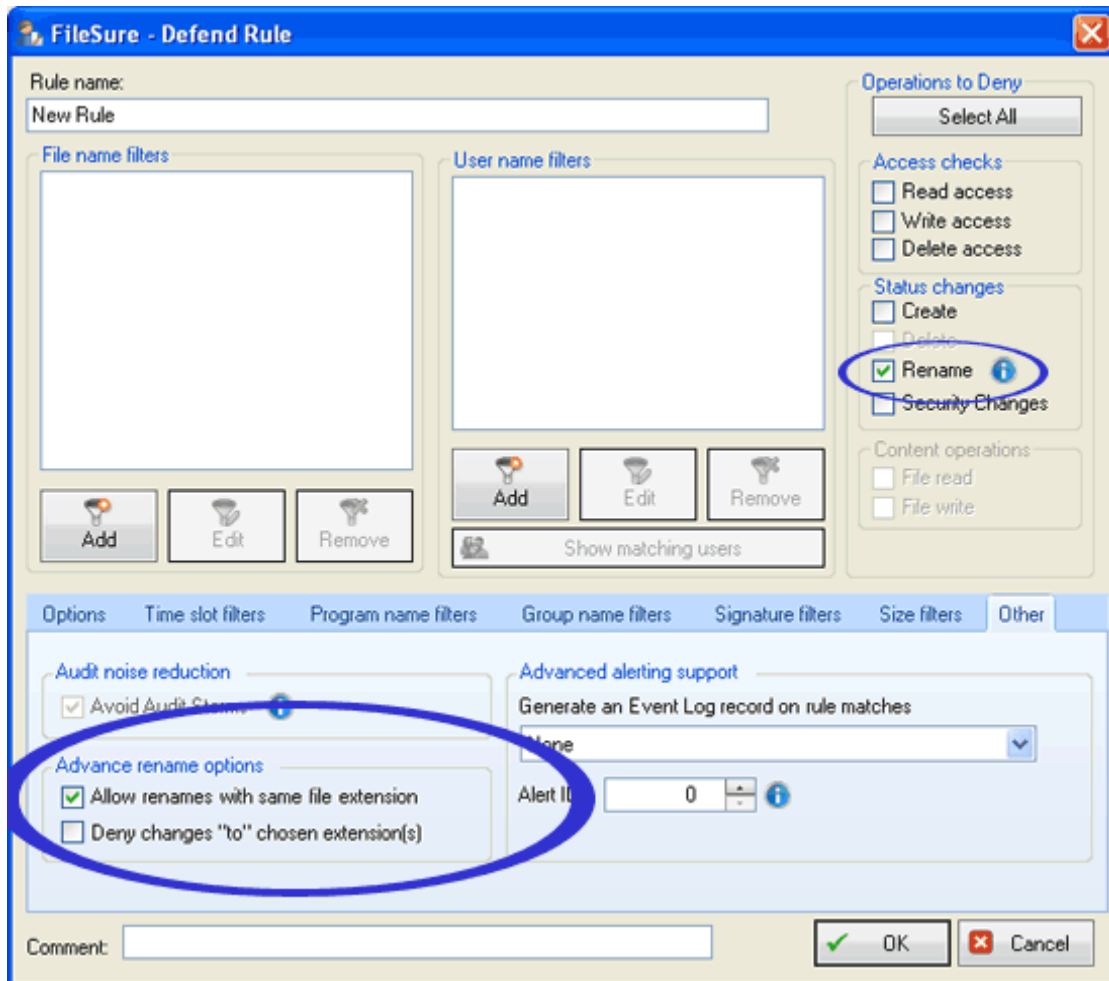 FileSure - Defend Rule
Rule name:
New Rule
Operations to Deny
Select All
File name filters
User name filters
Access checks
Read access
Write access
Delete access
Status changes
Create
Delete
Rename
Security Changes
Content operations
File read
File write
Add
Edit
Remove
Add
Edit
Remove
Show matching users
Options
Time slot filters
Program name filters
Group name filters
Signature filters
Size filters
Other
Audit noise reduction
Avoid Audit Storms
Advance rename options
Allow renames with same file extension
Deny changes "to" chosen extension(s)
Advanced alerting support
Generate an Event Log record on rule matches
None
Alert ID
0
Comment:
OK
Cancel